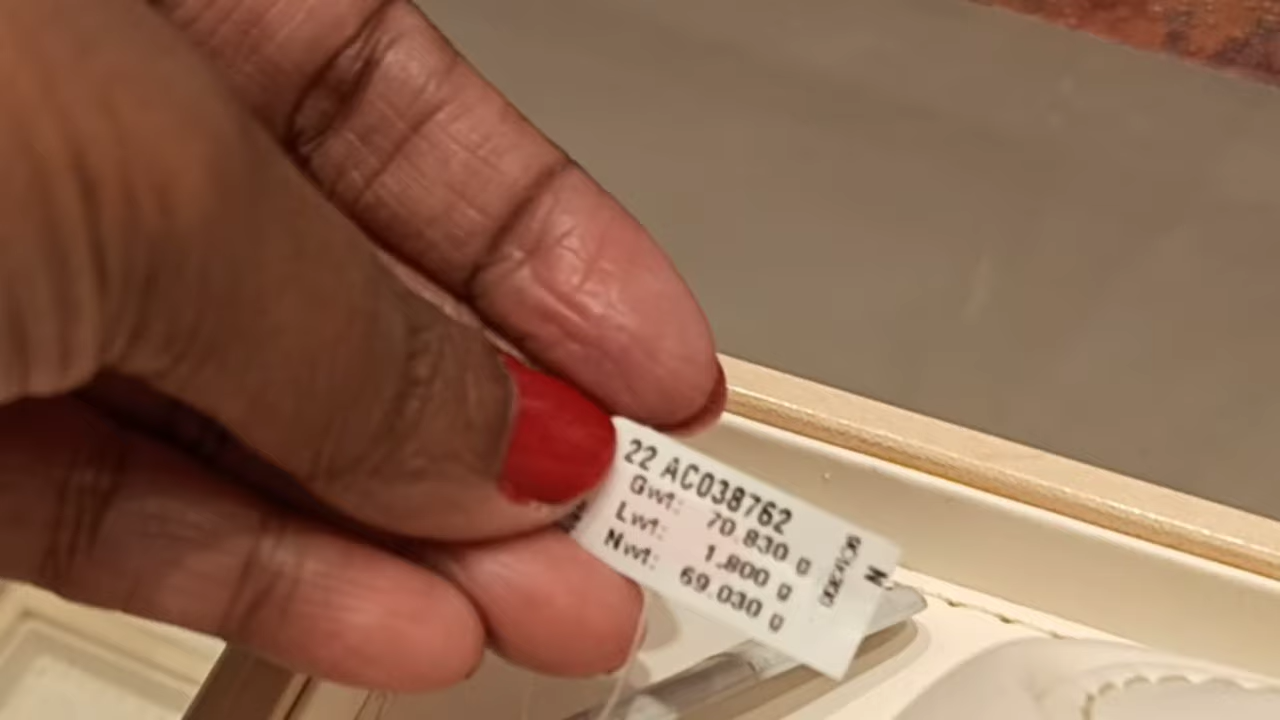 22 AC038762
Gwt: 70.830 g
Lwt: 1.800 g
Nwt: 69.030 g
N